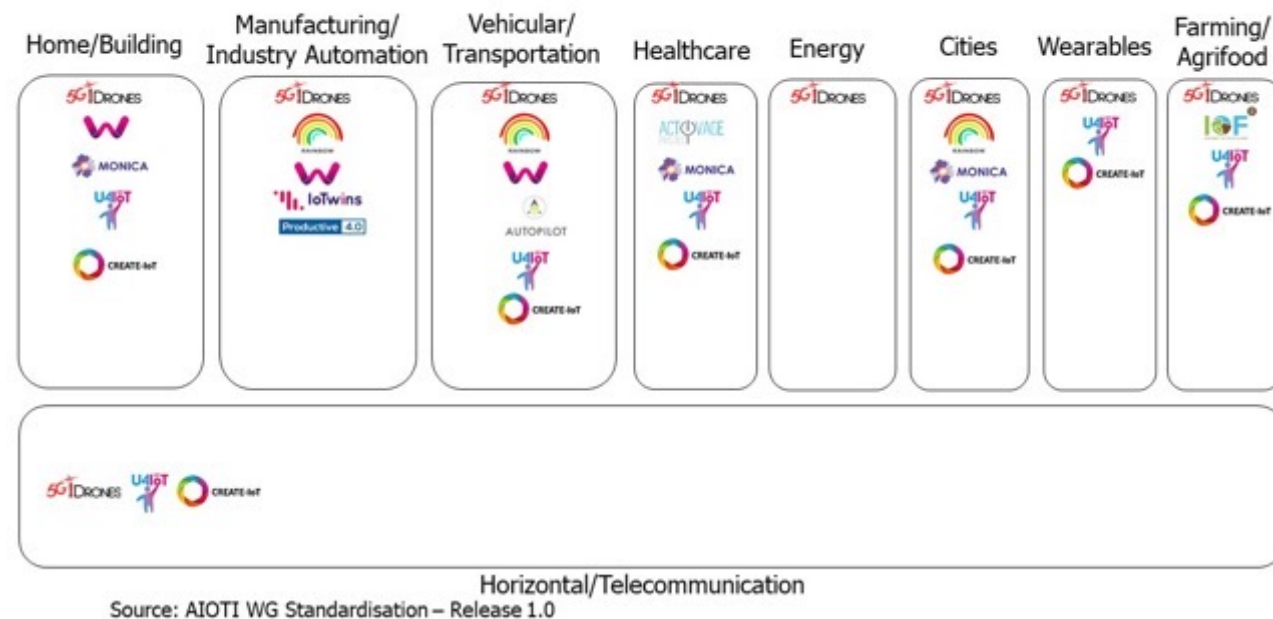 Home/Building
Manufacturing/
Industry Automation
Vehicular/
Transportation
Healthcare
Energy
Cities
Wearables
Farming/
Agrifood
5G!DRONES
MONICA
U4IoT
CREATE-IoT
5G!DRONES
RAINBOW
IoTwins
Productive 4.0
5G!DRONES
RAINBOW
AUTOPILOT
U4IoT
CREATE-IoT
5G!DRONES
MONICA
U4IoT
CREATE-IoT
5G!DRONES
5G!DRONES
RAINBOW
MONICA
U4IoT
CREATE-IoT
5G!DRONES
U4IoT
CREATE-IoT
5G!DRONES
IOF
U4IoT
CREATE-IoT
5G!DRONES U4IoT CREATE-IoT
Horizontal/Telecommunication
Source: AIOTI WG Standardisation – Release 1.0